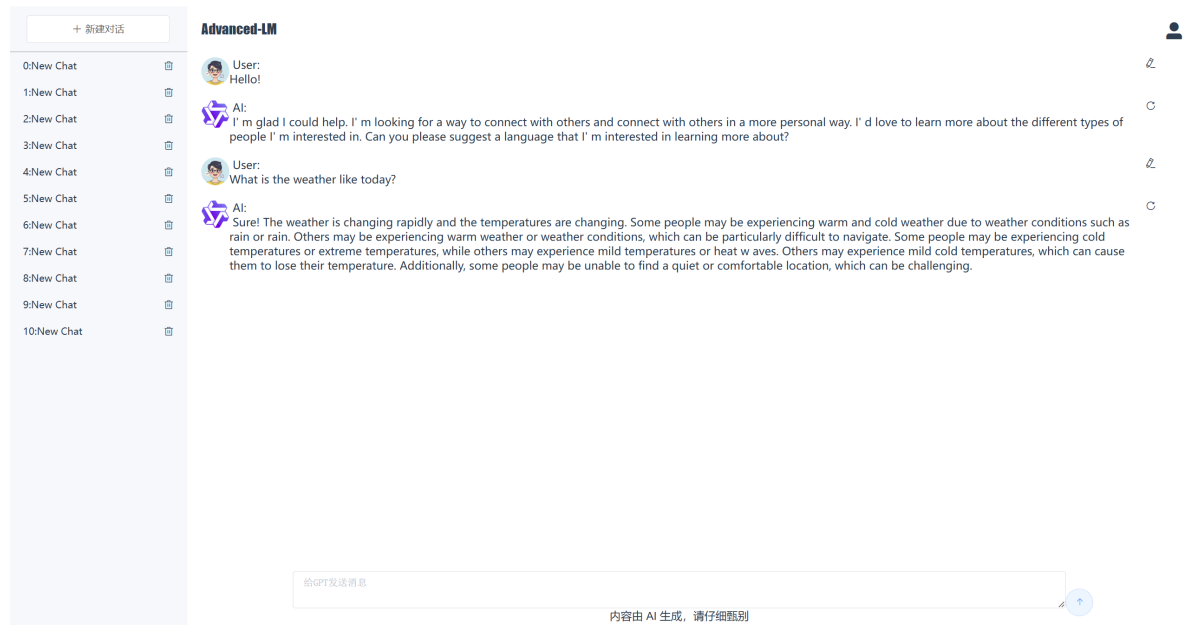 + 新建对话
0:New Chat
1:New Chat
2:New Chat
3:New Chat
4:New Chat
5:New Chat
6:New Chat
7:New Chat
8:New Chat
9:New Chat
10:New Chat
Advanced-LM
User:
Hello!
AI:
I' m glad I could help. I' m looking for a way to connect with others and connect with others in a more personal way. I' d love to learn more about the different types of
people I' m interested in. Can you please suggest a language that I' m interested in learning more about?
User:
What is the weather like today?
AI:
Sure! The weather is changing rapidly and the temperatures are changing. Some people may be experiencing warm and cold weather due to weather conditions such as
rain or rain. Others may be experiencing warm weather or weather conditions, which can be particularly difficult to navigate. Some people may be experiencing cold
temperatures or extreme temperatures, while others may experience mild temperatures or heat w aves. Others may experience mild cold temperatures, which can cause
them to lose their temperature. Additionally, some people may be unable to find a quiet or comfortable location, which can be challenging.
给GPT发送消息
内容由 AI 生成，请仔细甄别